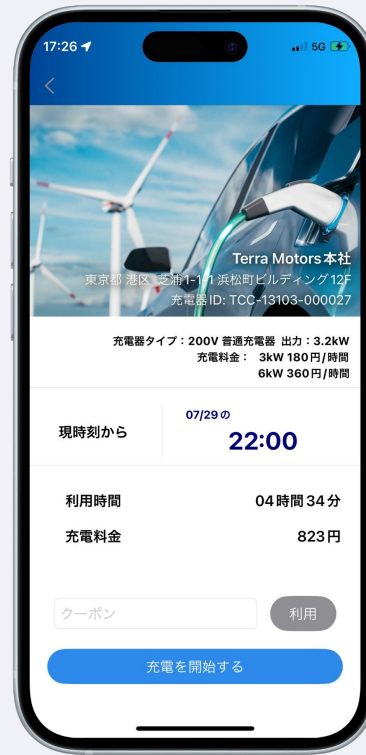 17:26
5G
Terra Motors本社
東京都 港区 芝浦1-1-1 浜松町ビルディング12F
充電器ID: TCC-13103-000027
充電器タイプ：200V 普通充電器 出力：3.2kW
充電料金： 3kW 180円/時間
6kW 360円/時間
07/29の
現時刻から 22:00
利用時間 04時間34分
充電料金 823円
クーポン 利用
充電を開始する